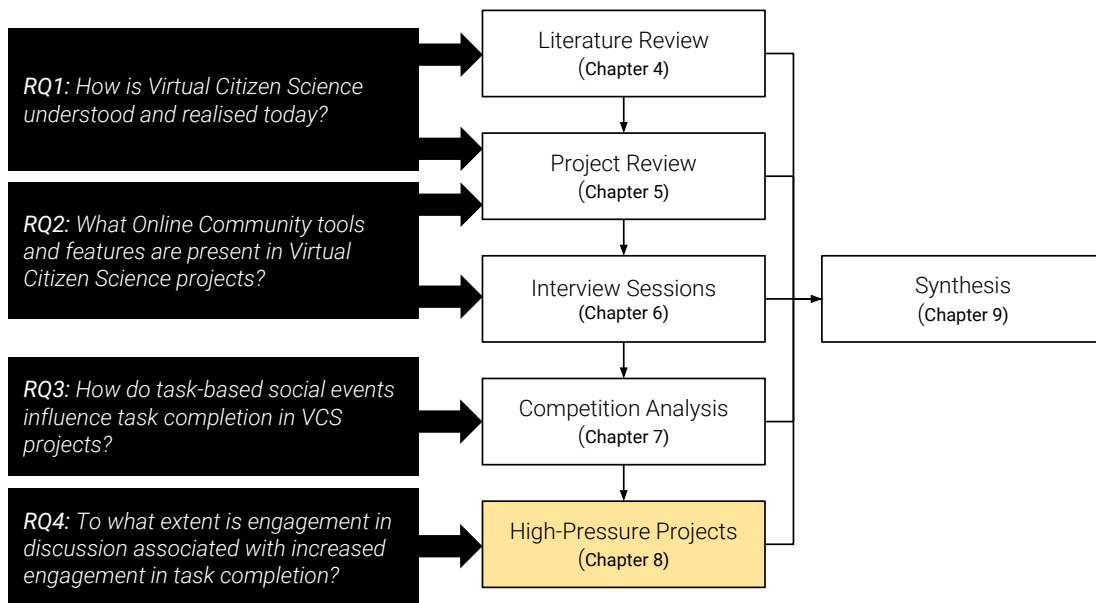 RQ1: How is Virtual Citizen Science
understood and realised today?
RQ2: What Online Community tools
and features are present in Virtual
Citizen Science projects?
RQ3: How do task-based social events
influence task completion in VCS
projects?
RQ4: To what extent is engagement in
discussion associated with increased
engagement in task completion?
Literature Review
(Chapter 4)
Project Review
(Chapter 5)
Interview Sessions
(Chapter 6)
Competition Analysis
(Chapter 7)
High-Pressure Projects
(Chapter 8)
Synthesis
(Chapter 9)